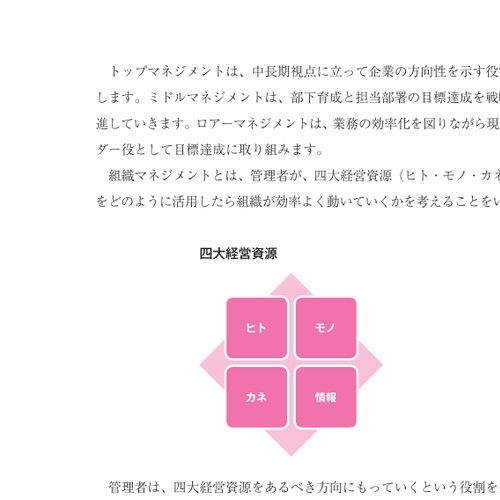 トップマネジメントは、中長期視点に立って企業の方向性を示す役
します。ミドルマネジメントは、部下育成と担当部署の目標達成を戦
進していきます。ロアーマネジメントは、業務の効率化を図りながら現
ダー役として目標達成に取り組みます。
組織マネジメントとは、管理者が、四大経営資源（ヒト・モノ・カネ
をどのように活用したら組織が効率よく動いていくかを考えることをい
四大経営資源
ヒト
モノ
カネ
情報
管理者は、四大経営資源をあるべき方向にもっていくという役割を